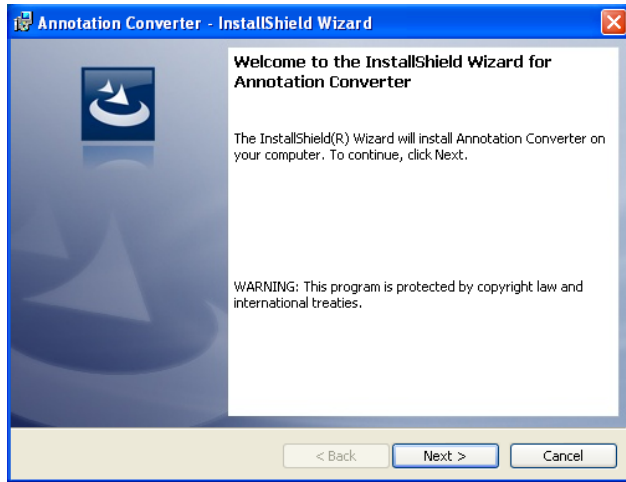 Annotation Converter - InstallShield Wizard
Welcome to the InstallShield Wizard for
Annotation Converter
The InstallShield(R) Wizard will install Annotation Converter on
your computer. To continue, click Next.
WARNING: This program is protected by copyright law and
international treaties.
< Back Next > Cancel